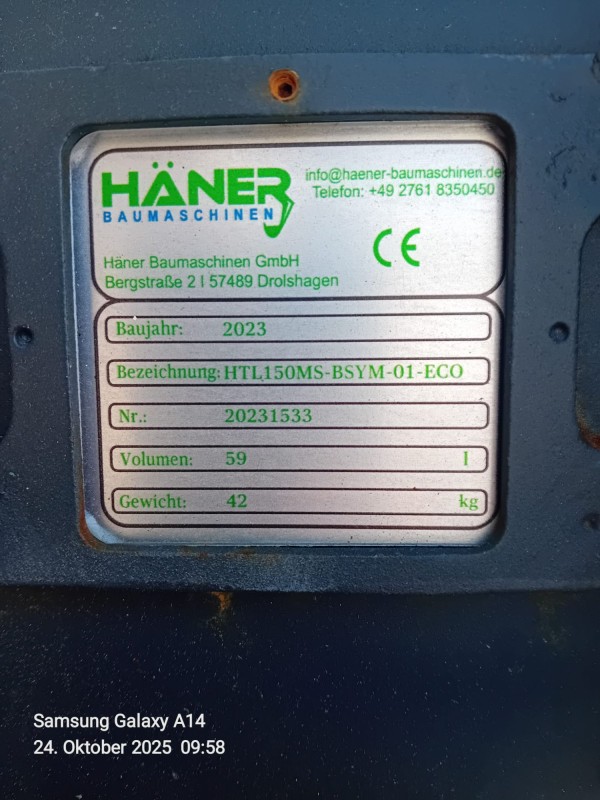 HÄNER
BAUMASCHINEN
info@haener-baumaschinen.de
Telefon: +49 2761 8350450
CE
Häner Baumaschinen GmbH
Bergstraße 2 I 57489 Drolshagen
Baujahr: 2023
Bezeichnung: HTL150MS-BSYM-01-ECO
Nr.: 20231533
Volumen: 59 l
Gewicht: 42 kg
Samsung Galaxy A14
24. Oktober 2025 09:58